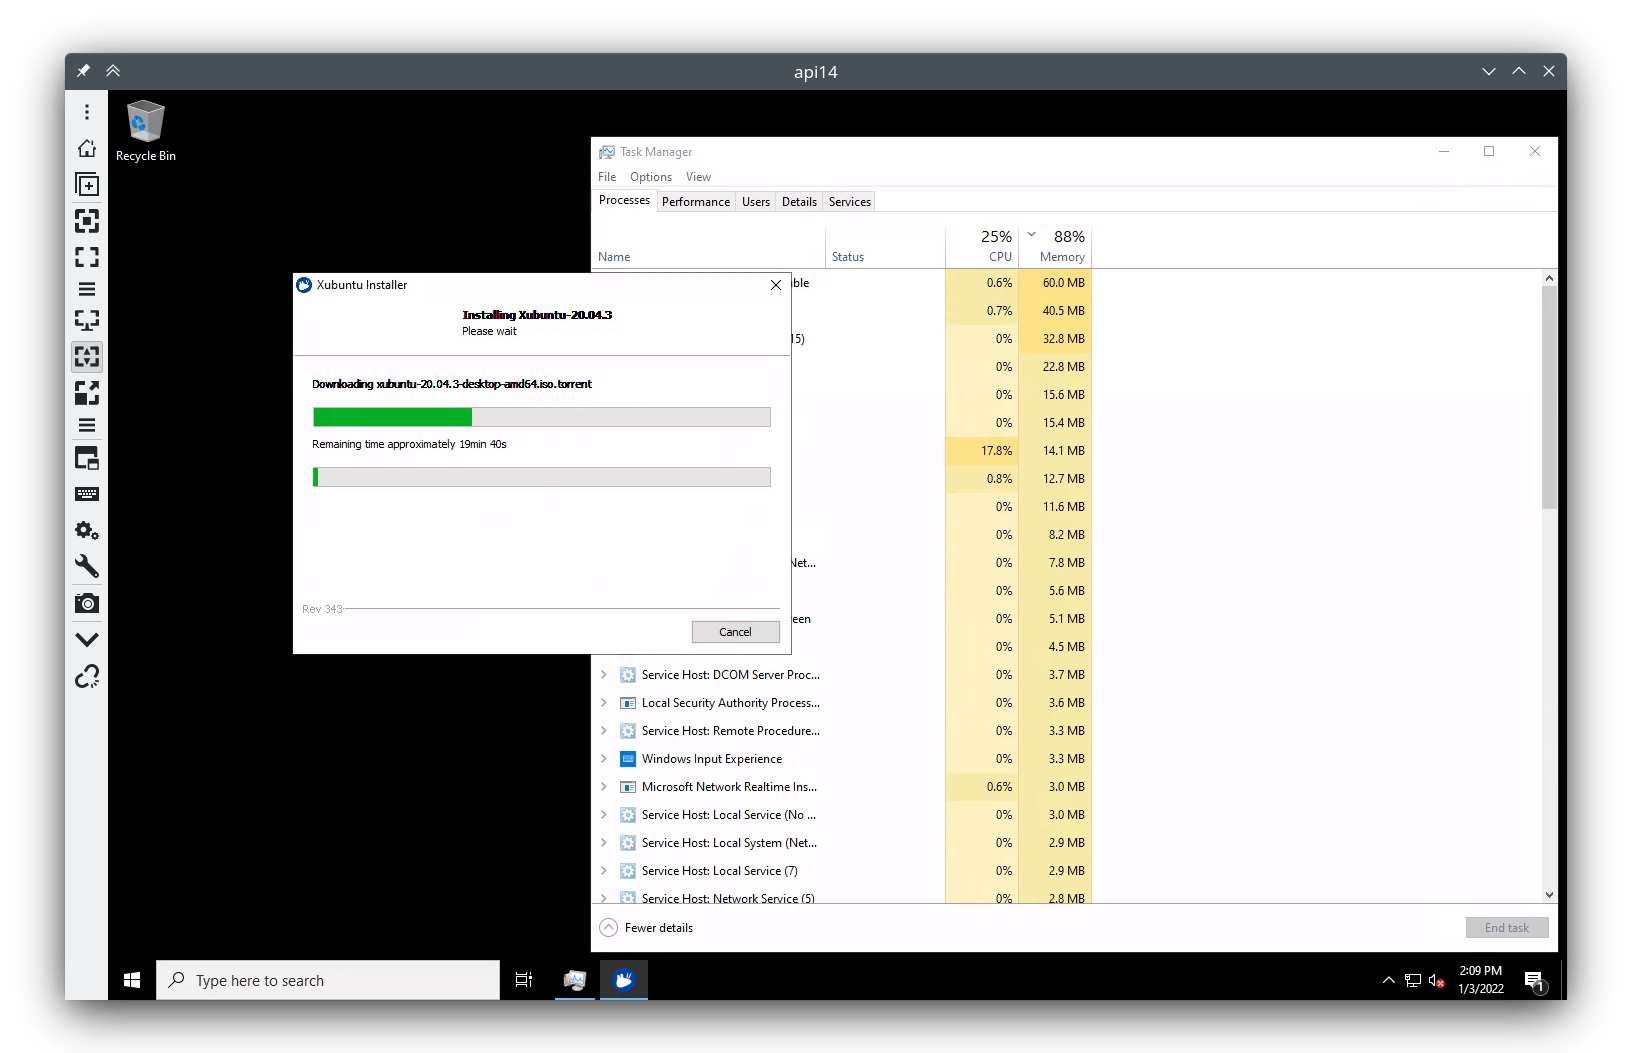 api14
Recycle Bin
Task Manager
File Options View
Processes Performance Users Details Services
25% 88%
Name Status CPU Memory
Xubuntu Installer
Installing Xubuntu-20.04.3
Please wait
Downloading xubuntu-20.04.3-desktop-amd64.iso.torrent
Remaining time approximately 19min 40s
Rev 343
Cancel
ble 0.6% 60.0 MB
0.7% 40.5 MB
15) 0% 32.8 MB
0% 22.8 MB
0% 15.6 MB
0% 15.4 MB
17.8% 14.1 MB
0.8% 12.7 MB
0% 11.6 MB
0% 8.2 MB
Net... 0% 7.8 MB
0% 5.6 MB
een 0% 5.1 MB
0% 4.5 MB
Service Host: DCOM Server Proc... 0% 3.7 MB
Local Security Authority Process... 0% 3.6 MB
Service Host: Remote Procedure... 0% 3.3 MB
Windows Input Experience 0% 3.3 MB
Microsoft Network Realtime Ins... 0.6% 3.0 MB
Service Host: Local Service (No ... 0% 3.0 MB
Service Host: Local System (Net... 0% 2.9 MB
Service Host: Local Service (7) 0% 2.9 MB
Service Host: Network Service (5) 0% 2.8 MB
Fewer details End task
Type here to search
2:09 PM
1/3/2022
1